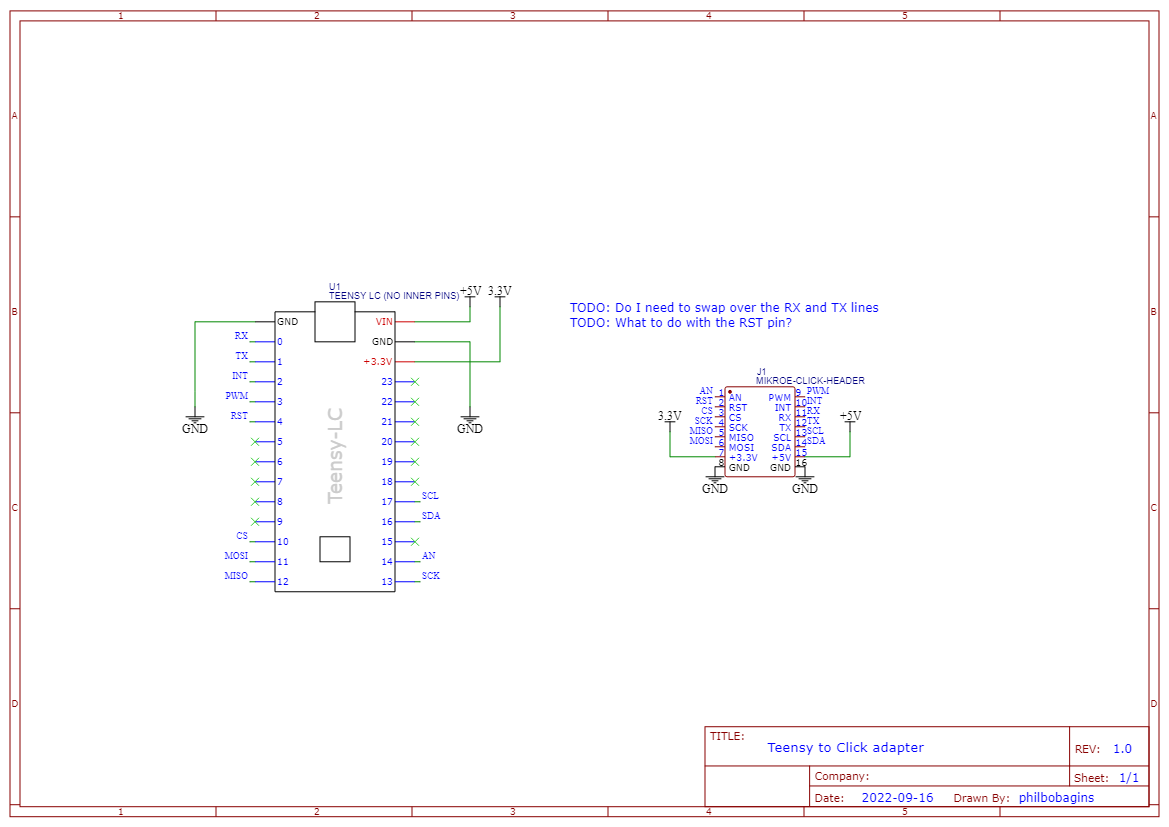 1 2 3 4 5
A A
U1
TEENSY LC (NO INNER PINS)
+5V 3.3V
TODO: Do I need to swap over the RX and TX lines
TODO: What to do with the RST pin?
B B
GND VIN
RX 0 GND
TX 1 +3.3V
INT 2 23
PWM 3 22
RST 4 21
5 20
6 19
7 18
8 17 SCL
9 16 SDA
CS 10 15
MOSI 11 14 AN
MISO 12 13 SCK
Teensy-LC
GND GND
J1
MIKROE-CLICK-HEADER
AN 1 AN PWM 9 PWM
RST 2 RST INT 10 INT
CS 3 CS RX 11 RX
SCK 4 SCK TX 12 TX
MISO 5 MISO SCL 13 SCL
MOSI 6 MOSI SDA 14 SDA
3.3V 7 +3.3V +5V 15 +5V
8 GND GND 16
GND GND
C C
D D
TITLE:
Teensy to Click adapter
REV: 1.0
Company:
Sheet: 1/1
Date: 2022-09-16 Drawn By: philbobagins
1 2 3 4 5